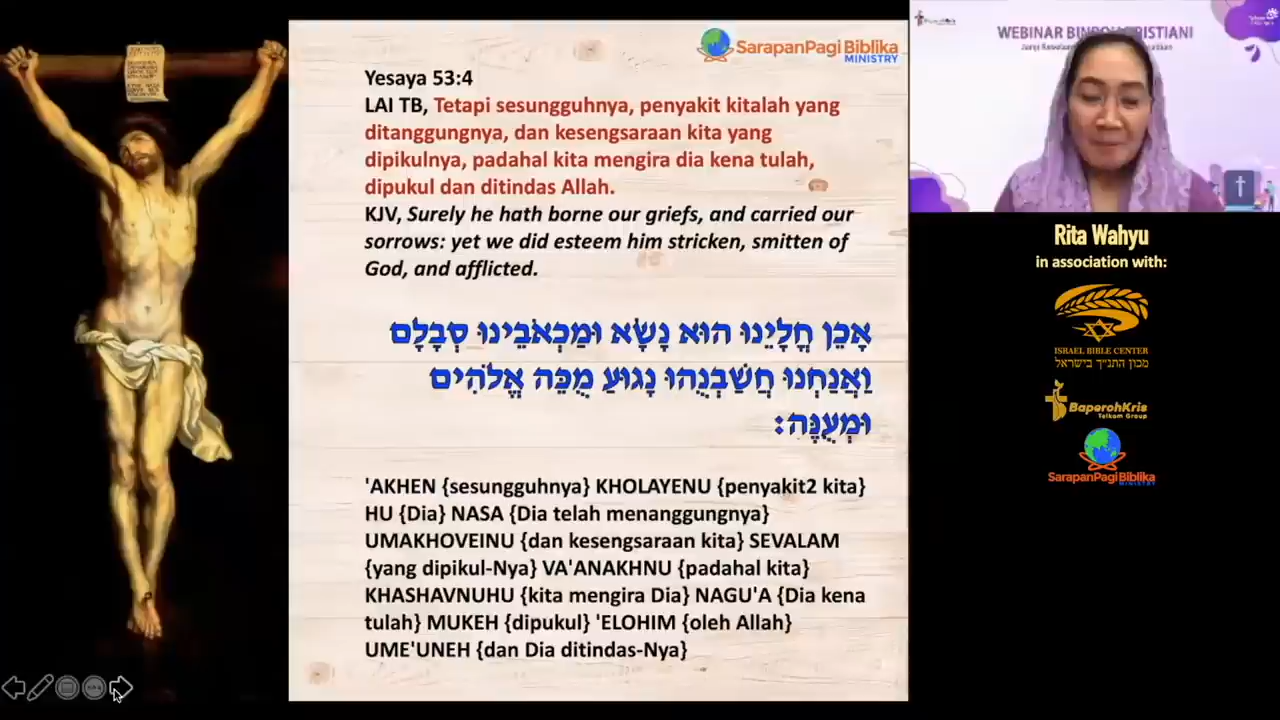 SarapanPagi Biblika
MINISTRY
Yesaya 53:4
LAI TB, Tetapi sesungguhnya, penyakit kitalah yang
ditanggungnya, dan kesengsaraan kita yang
dipikulnya, padahal kita mengira dia kena tulah,
dipukul dan ditindas Allah.
KJV, Surely he hath borne our griefs, and carried our
sorrows: yet we did esteem him stricken, smitten of
God, and afflicted.
אָכֵן חֳלָיֵנוּ הוּא נָשָׂא וּמַכְאֹבֵינוּ סְבָלָם
וַאֲנַחְנוּ חֲשַׁבְנֻהוּ נָגוּעַ מֻכֵּה אֱלֹהִים
וּמְעֻנֶּה׃
'AKHEN {sesungguhnya} KHOLAYENU {penyakit2 kita}
HU {Dia} NASA {Dia telah menanggungnya}
UMAKHOVEINU {dan kesengsaraan kita} SEVALAM
{yang dipikul-Nya} VA'ANAKHNU {padahal kita}
KHASHAVNUHU {kita mengira Dia} NAGU'A {Dia kena
tulah} MUKEH {dipukul} 'ELOHIM {oleh Allah}
UME'UNEH {dan Dia ditindas-Nya}
WEBINAR
Rita Wahyu
in association with:
ISRAEL BIBLE CENTER
מכון התנ"ך בישראל
BaperohKris
Telkom Group
SarapanPagi Biblika
MINISTRY